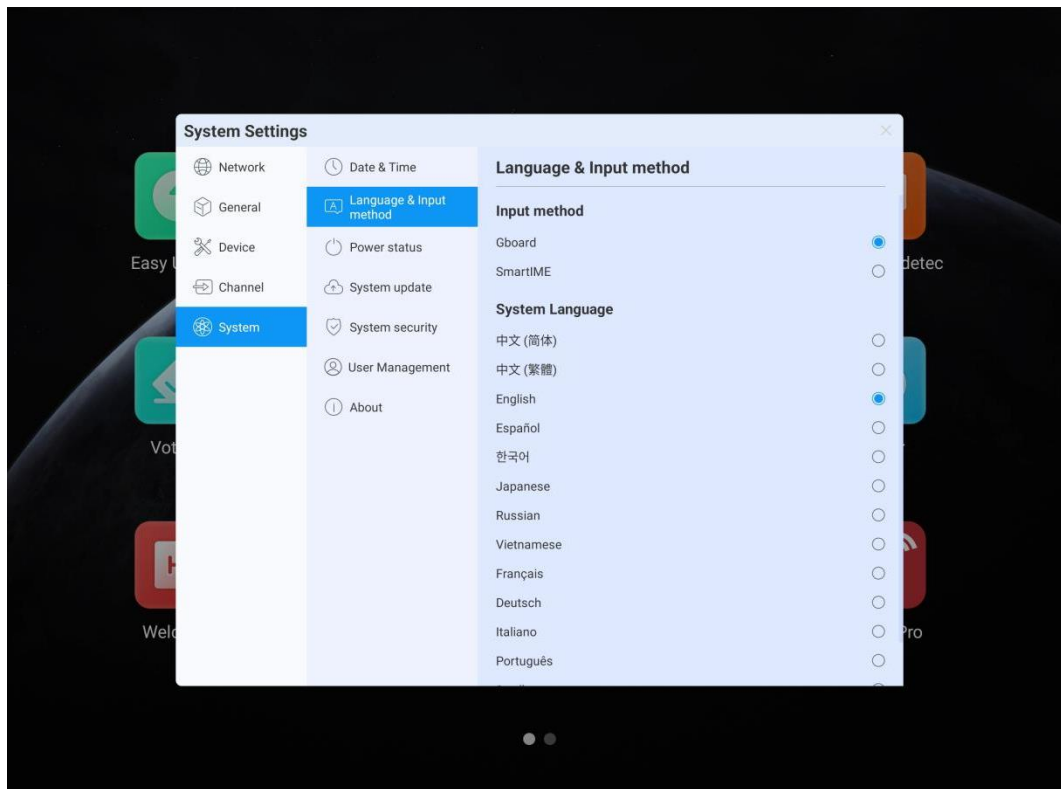 System Settings
Network
General
Device
Channel
System
Date & Time
Language & Input
method
Power status
System update
System security
User Management
About
Language & Input method
Input method
Gboard
SmartIME
System Language
中文 (简体)
中文 (繁體)
English
Español
한국어
Japanese
Russian
Vietnamese
Français
Deutsch
Italiano
Português
Easy
detec
Vot
Welc
Pro